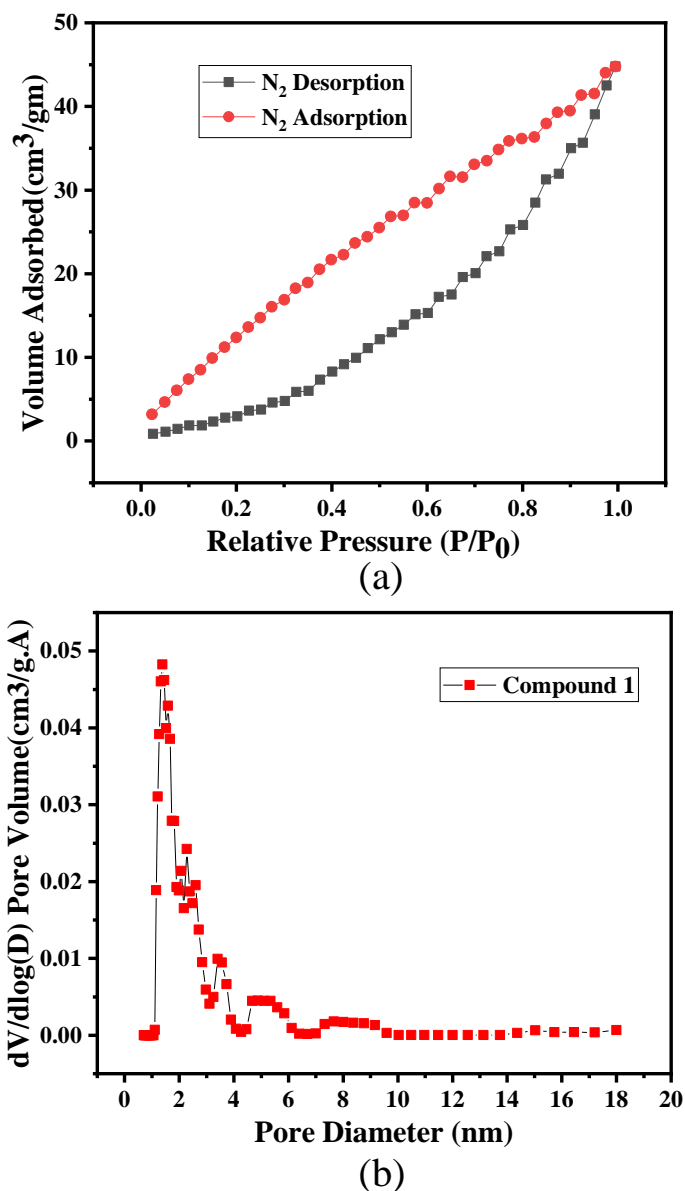 50
40
30
20
10
0
Volume Adsorbed(cm³/gm)
N₂ Desorption
N₂ Adsorption
0.0 0.2 0.4 0.6 0.8 1.0
Relative Pressure (P/P₀)
(a)
0.05
0.04
0.03
0.02
0.01
0.00
dV/dlog(D) Pore Volume(cm3/g.A)
Compound 1
0 2 4 6 8 10 12 14 16 18 20
Pore Diameter (nm)
(b)